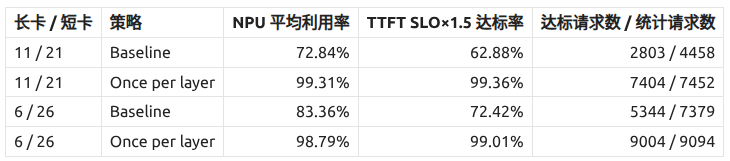 长卡 / 短卡 策略 NPU 平均利用率 TTFT SLO×1.5 达标率 达标请求数 / 统计请求数
11 / 21 Baseline 72.84% 62.88% 2803 / 4458
11 / 21 Once per layer 99.31% 99.36% 7404 / 7452
6 / 26 Baseline 83.36% 72.42% 5344 / 7379
6 / 26 Once per layer 98.79% 99.01% 9004 / 9094